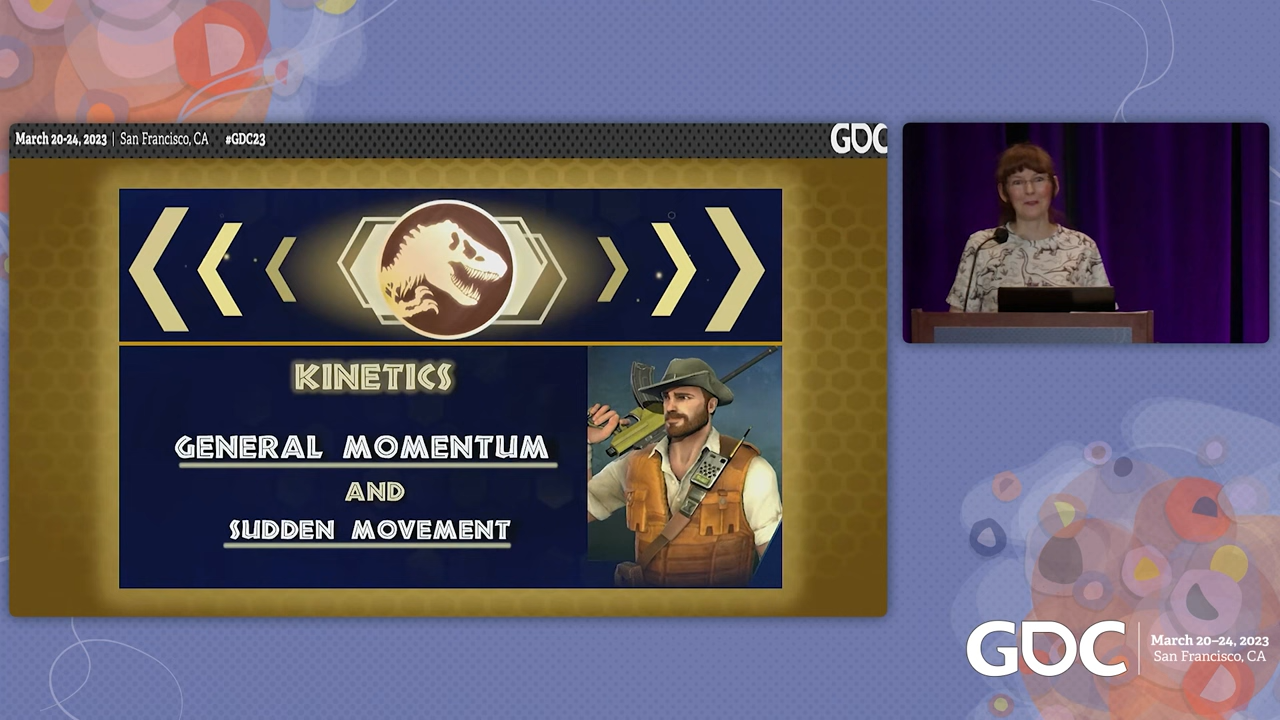 March 20-24, 2023 | San Francisco, CA #GDC23
GDC
KINETICS
GENERAL MOMENTUM
AND
SUDDEN MOVEMENT
GDC
March 20–24, 2023
San Francisco, CA